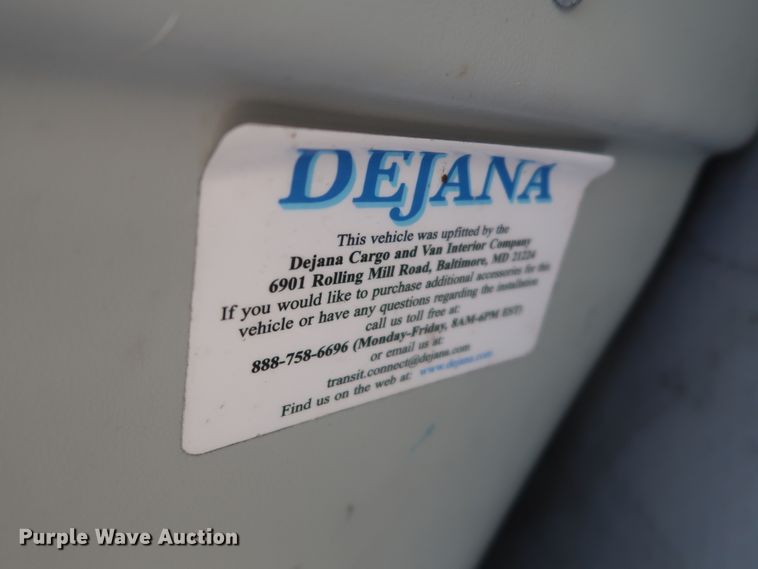 DEJANA
This vehicle was upfitted by the
Dejana Cargo and Van Interior Company
6901 Rolling Mill Road, Baltimore, MD 21224
If you would like to purchase additional accessories for this
vehicle or have any questions regarding the installation
call us toll free at:
888-758-6696 (Monday-Friday, 8AM-6PM EST)
or email us at:
transit.connect@dejana.com
Find us on the web at: www.dejana.com
Purple Wave Auction